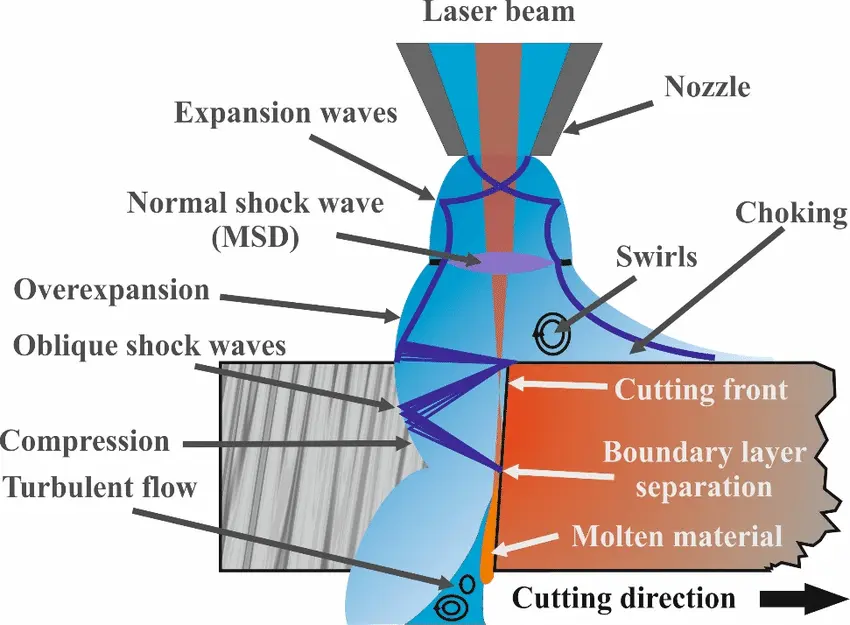 Laser beam
Nozzle
Expansion waves
Normal shock wave
(MSD)
Choking
Swirls
Overexpansion
Oblique shock waves
Cutting front
Compression
Boundary layer
separation
Turbulent flow
Molten material
Cutting direction